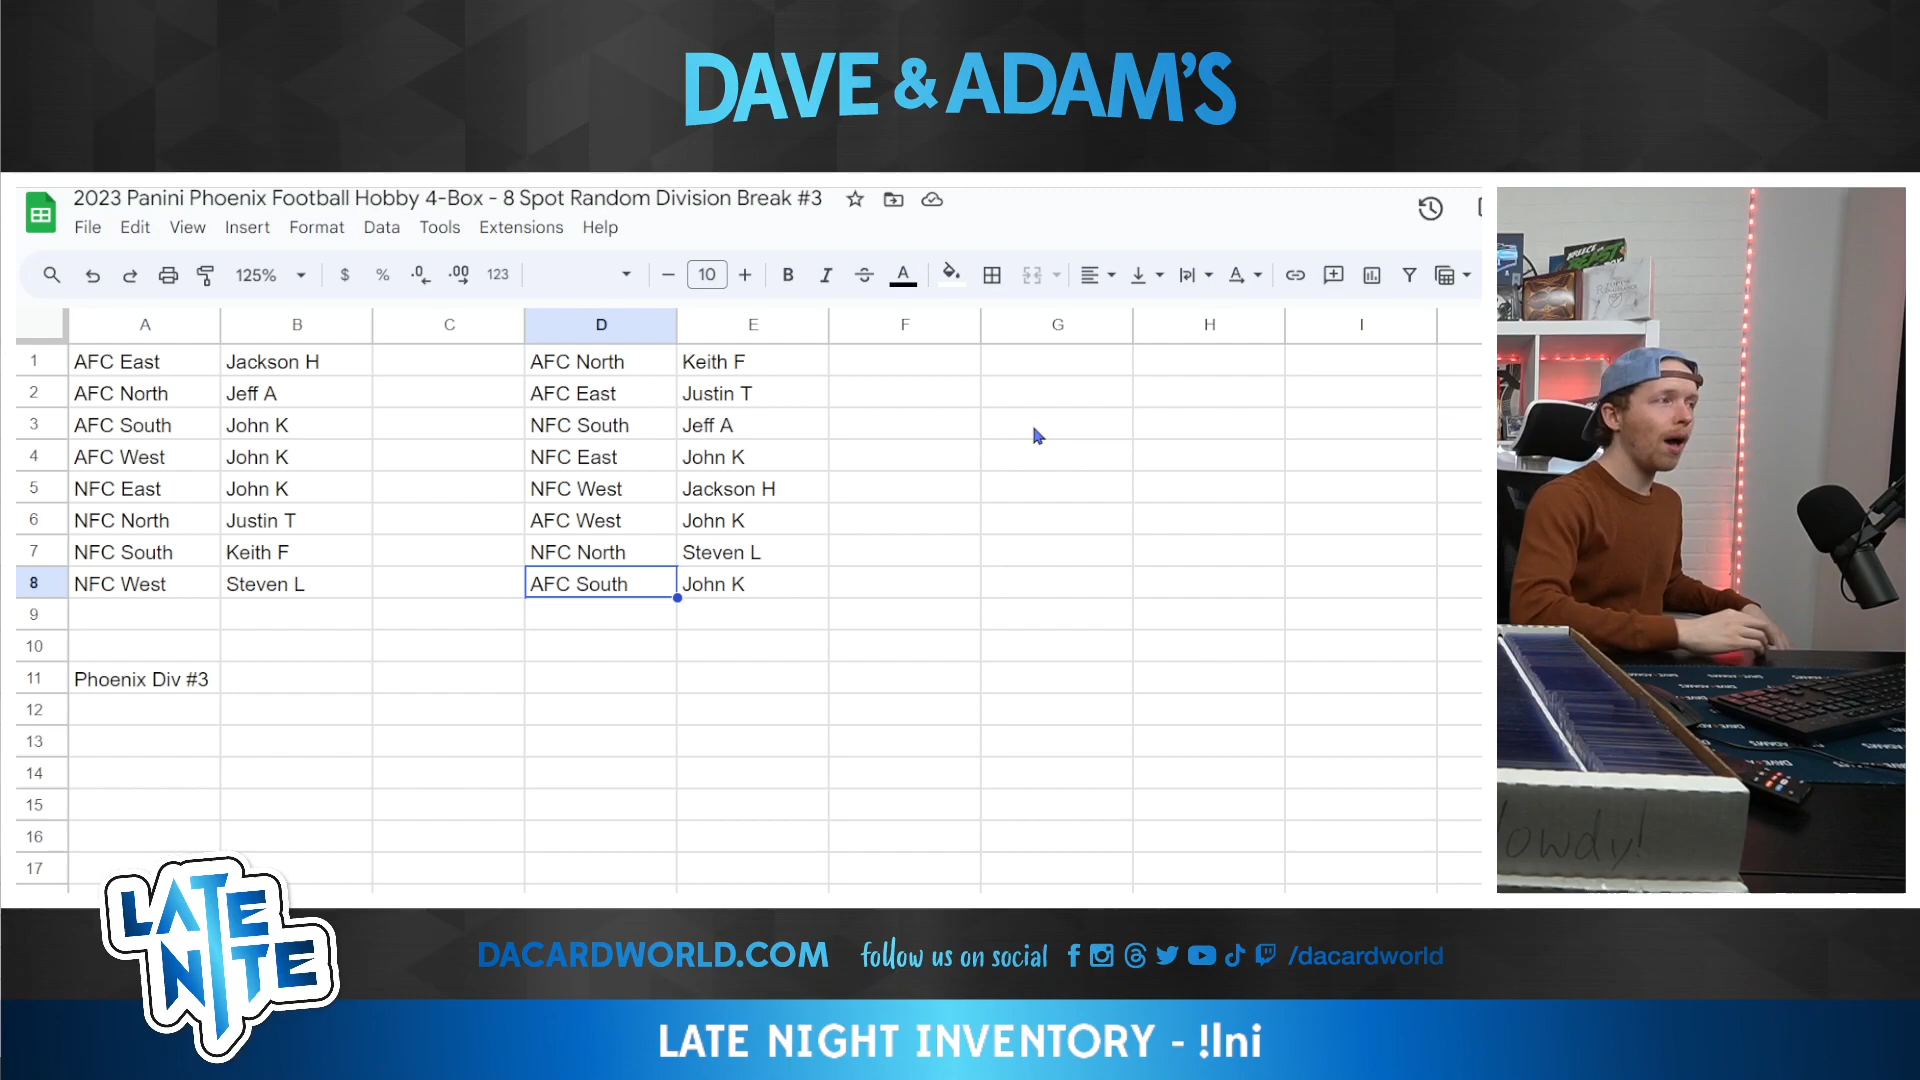 DAVE & ADAM'S
2023 Panini Phoenix Football Hobby 4-Box - 8 Spot Random Division Break #3
File Edit View Insert Format Data Tools Extensions Help
125% $ % .0 .00 123 10 B I A
A B C D E F G H I
1 AFC East Jackson H AFC North Keith F
2 AFC North Jeff A AFC East Justin T
3 AFC South John K NFC South Jeff A
4 AFC West John K NFC East John K
5 NFC East John K NFC West Jackson H
6 NFC North Justin T AFC West John K
7 NFC South Keith F NFC North Steven L
8 NFC West Steven L AFC South John K
9
10
11 Phoenix Div #3
12
13
14
15
16
17
LATE
NITE
DACARDWORLD.COM follow us on social /dacardworld
LATE NIGHT INVENTORY - !lni